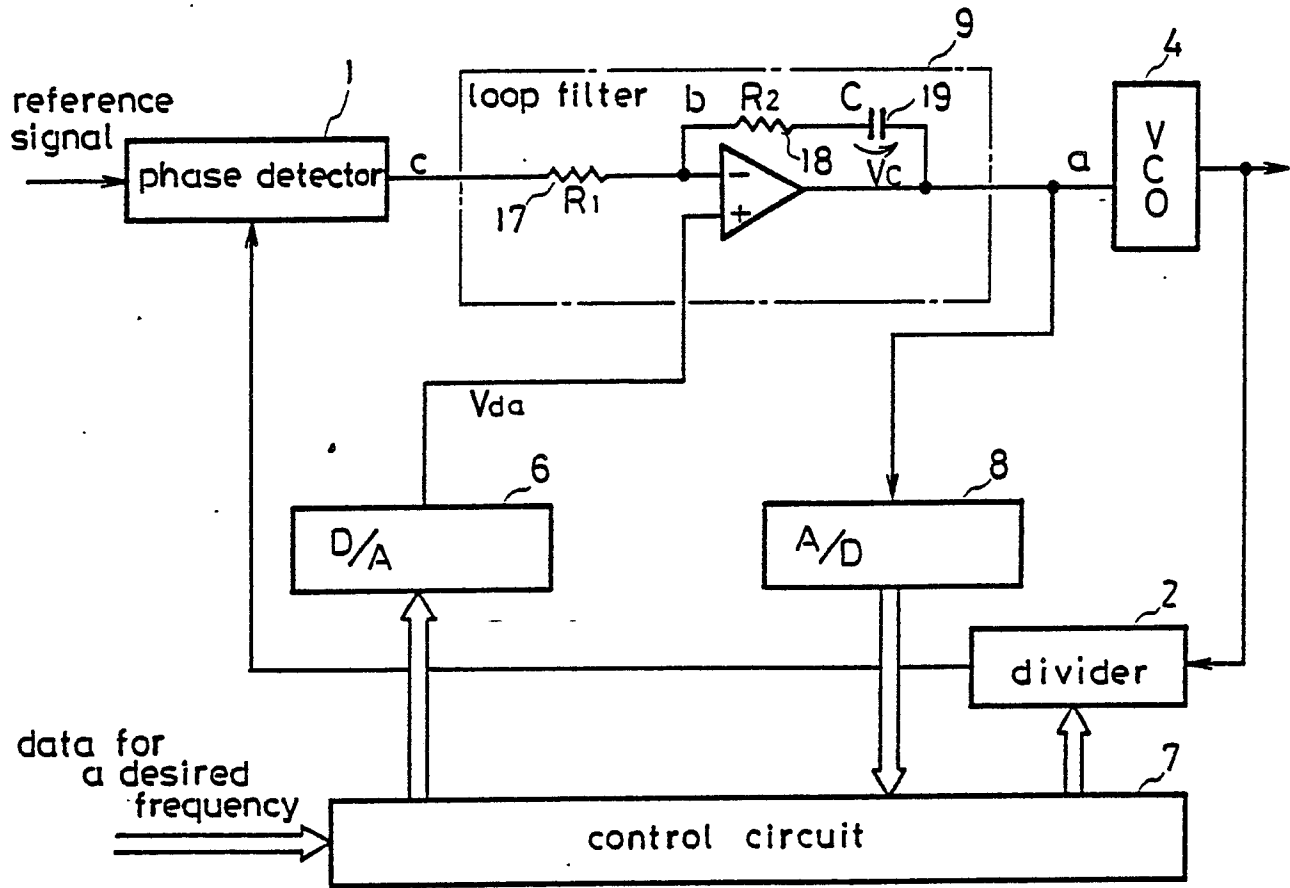 reference
signal
1
phase detector
c
loop filter
9
b
R2
C
19
18
Vc
17
R1
−
+
a
4
V
C
O
Vda
6
D/A
8
A/D
2
divider
data for
a desired
frequency
7
control circuit